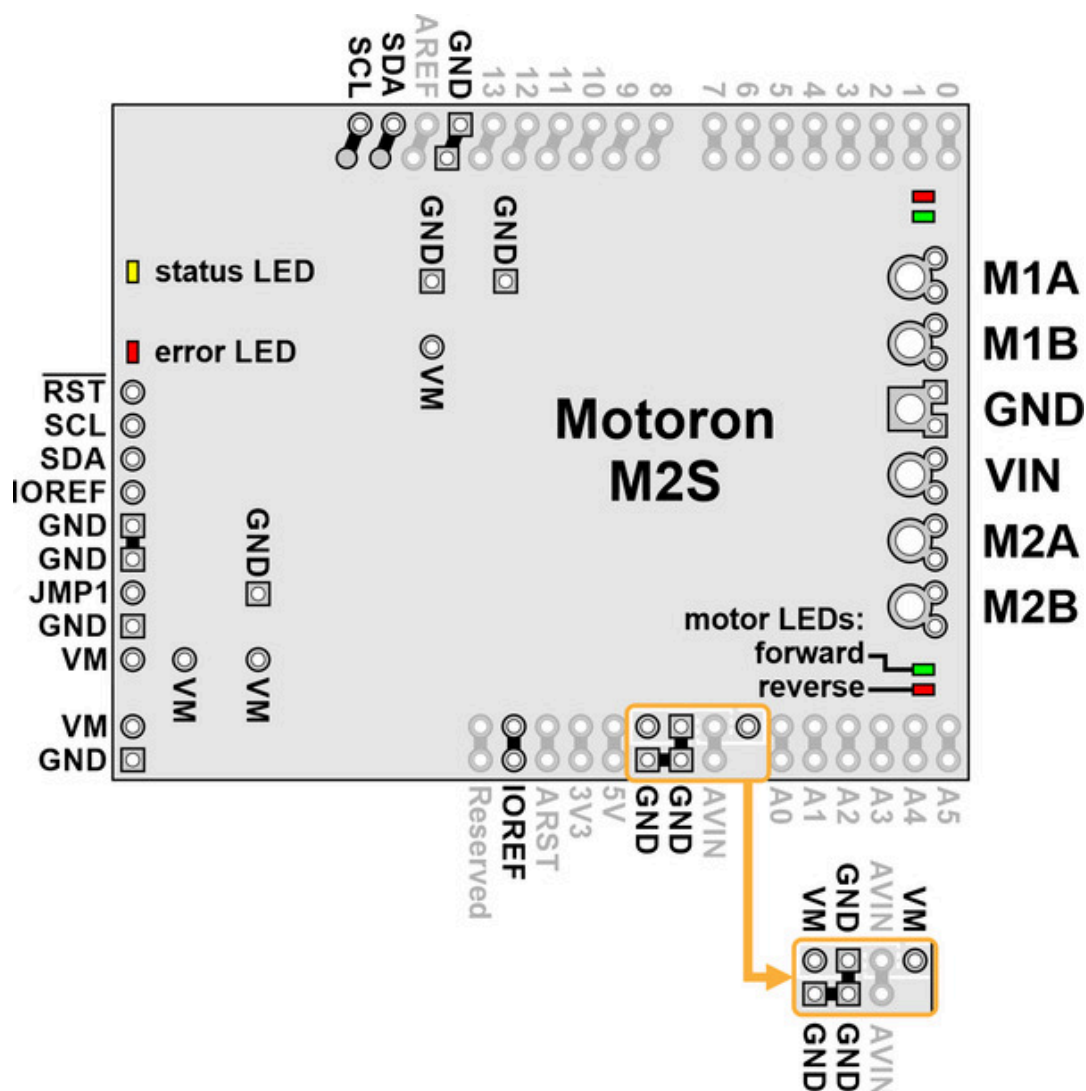 SCL
SDA
AREF
GND
13
12
11
10
9
8
7
6
5
4
3
2
1
0
GND
GND
status LED
M1A
error LED
VM
M1B
RST
SCL
Motoron
GND
SDA
M2S
IOREF
VIN
GND
GND
GND
M2A
JMP1
GND
M2B
motor LEDs:
VM
VM
VM
forward
reverse
VM
GND
Reserved
IOREF
ARST
3V3
5V
GND
GND
AVIN
A0
A1
A2
A3
A4
A5
VM
GND
AVIN
VM
GND
GND
AVIN